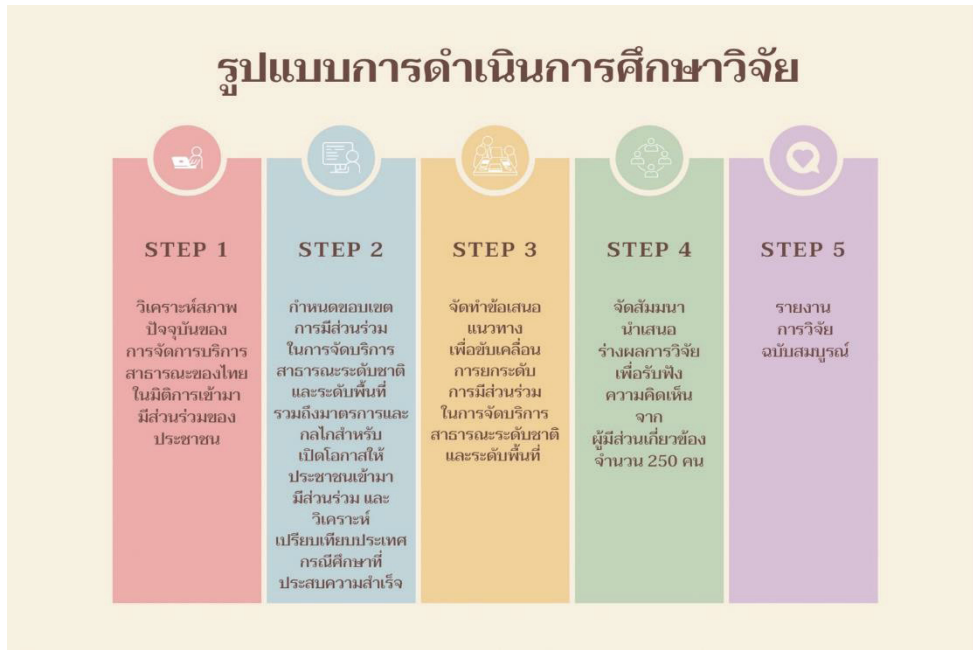 รูปแบบการดำเนินการศึกษาวิจัย
STEP 1
วิเคราะห์สภาพ
ปัจจุบันของ
การจัดการบริการ
สาธารณะของไทย
ในมิติการเข้ามา
มีส่วนร่วมของ
ประชาชน
STEP 2
กำหนดขอบเขต
การมีส่วนร่วม
ในการจัดบริการ
สาธารณะระดับชาติ
และระดับพื้นที่
รวมถึงมาตรการและ
กลไกสำหรับ
เปิดโอกาสให้
ประชาชนเข้ามา
มีส่วนร่วม และ
วิเคราะห์
เปรียบเทียบประเทศ
กรณีศึกษาที่
ประสบความสำเร็จ
STEP 3
จัดทำข้อเสนอ
แนวทาง
เพื่อขับเคลื่อน
การยกระดับ
การมีส่วนร่วม
ในการจัดบริการ
สาธารณะระดับชาติ
และระดับพื้นที่
STEP 4
จัดสัมมนา
นำเสนอ
ร่างผลการวิจัย
เพื่อรับฟัง
ความคิดเห็น
จาก
ผู้มีส่วนเกี่ยวข้อง
จำนวน 250 คน
STEP 5
รายงาน
การวิจัย
ฉบับสมบูรณ์